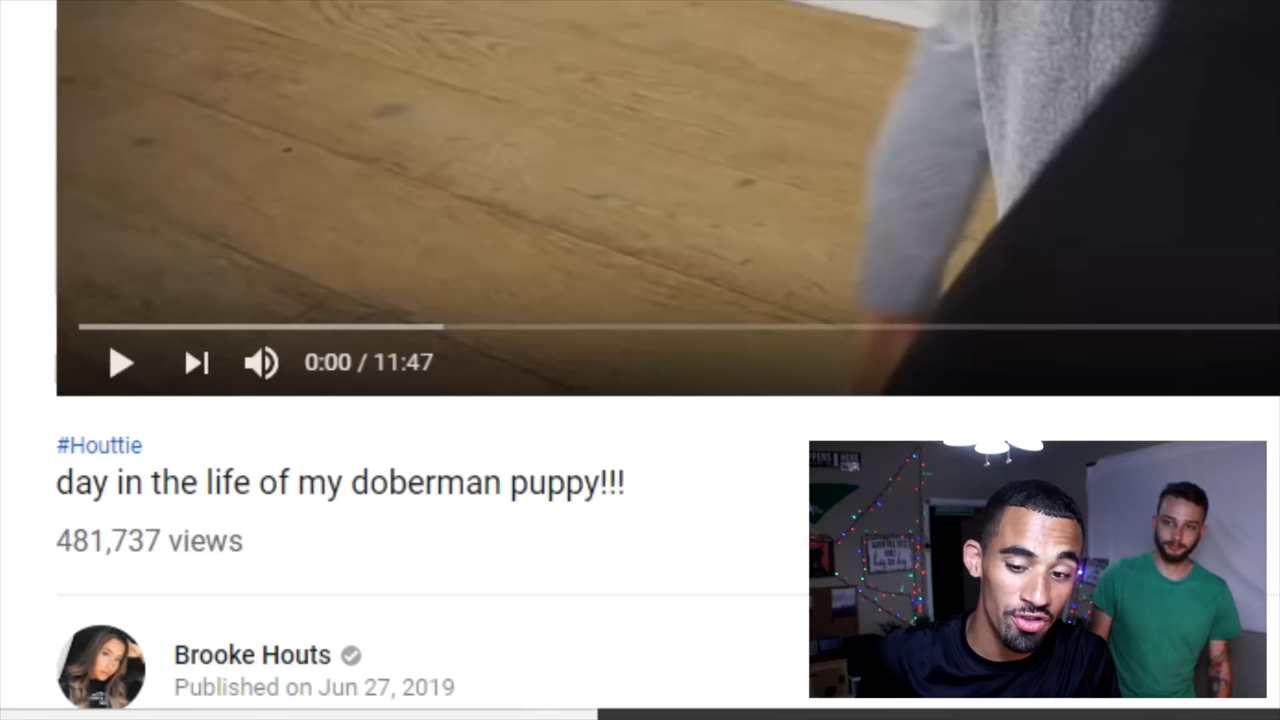 0:00 / 11:47
#Houttie
day in the life of my doberman puppy!!!
481,737 views
Brooke Houts
Published on Jun 27, 2019
HERE